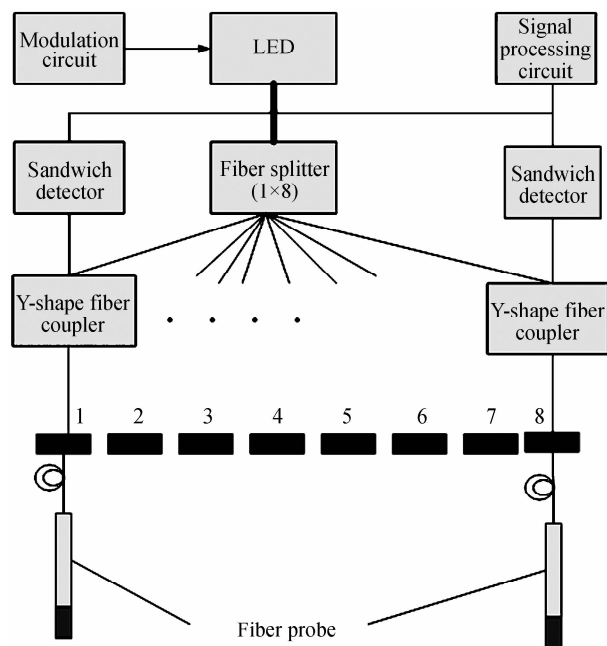 Modulation
circuit
LED
Signal
processing
circuit
Sandwich
detector
Fiber splitter
(1×8)
Sandwich
detector
Y-shape fiber
coupler
Y-shape fiber
coupler
1 2 3 4 5 6 7 8
Fiber probe